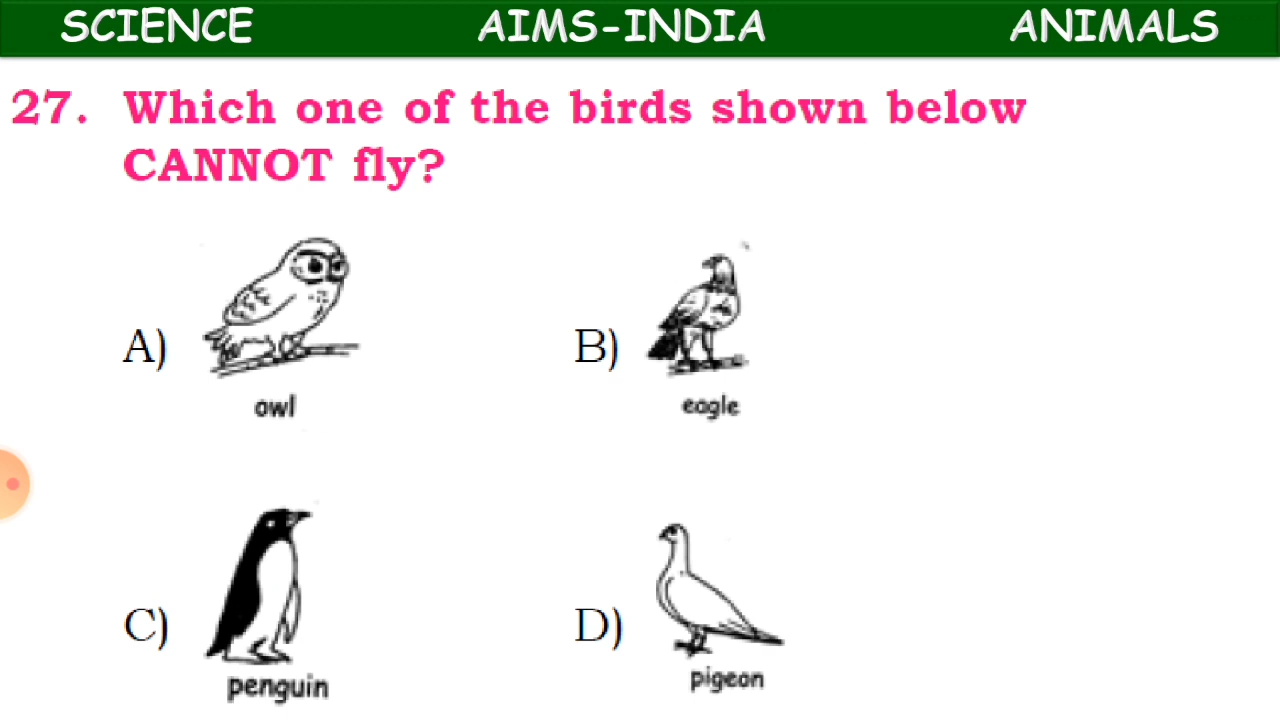 SCIENCE AIMS-INDIA ANIMALS
27. Which one of the birds shown below
CANNOT fly?
A) B)
owl eagle
C) D)
penguin pigeon